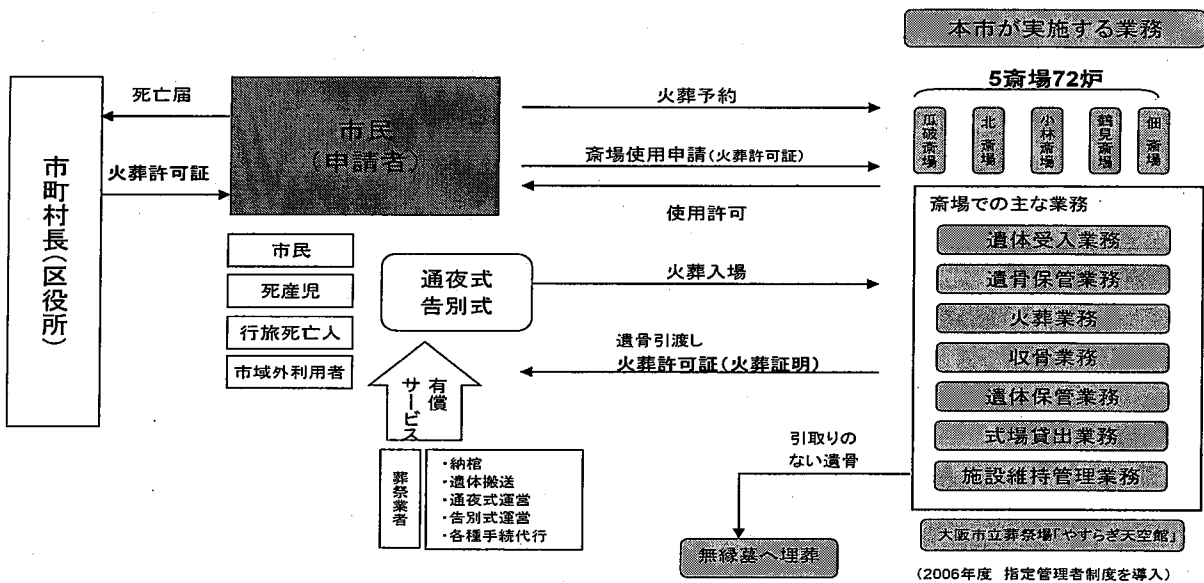 本市が実施する業務
5斎場72炉
瓜破斎場
北斎場
小林斎場
鶴見斎場
佃斎場
市町村長(区役所)
死亡届
火葬許可証
市民
(申請者)
火葬予約
斎場使用申請(火葬許可証)
使用許可
市民
死産児
行旅死亡人
市域外利用者
通夜式
告別式
火葬入場
遺骨引渡し
火葬許可証(火葬証明)
有償
サービス
葬祭業者
・納棺
・遺体搬送
・通夜式運営
・告別式運営
・各種手続代行
斎場での主な業務
遺体受入業務
遺骨保管業務
火葬業務
収骨業務
遺体保管業務
式場貸出業務
施設維持管理業務
引取りの
ない遺骨
無縁墓へ埋葬
大阪市立葬祭場「やすらぎ天空館」
(2006年度 指定管理者制度を導入)